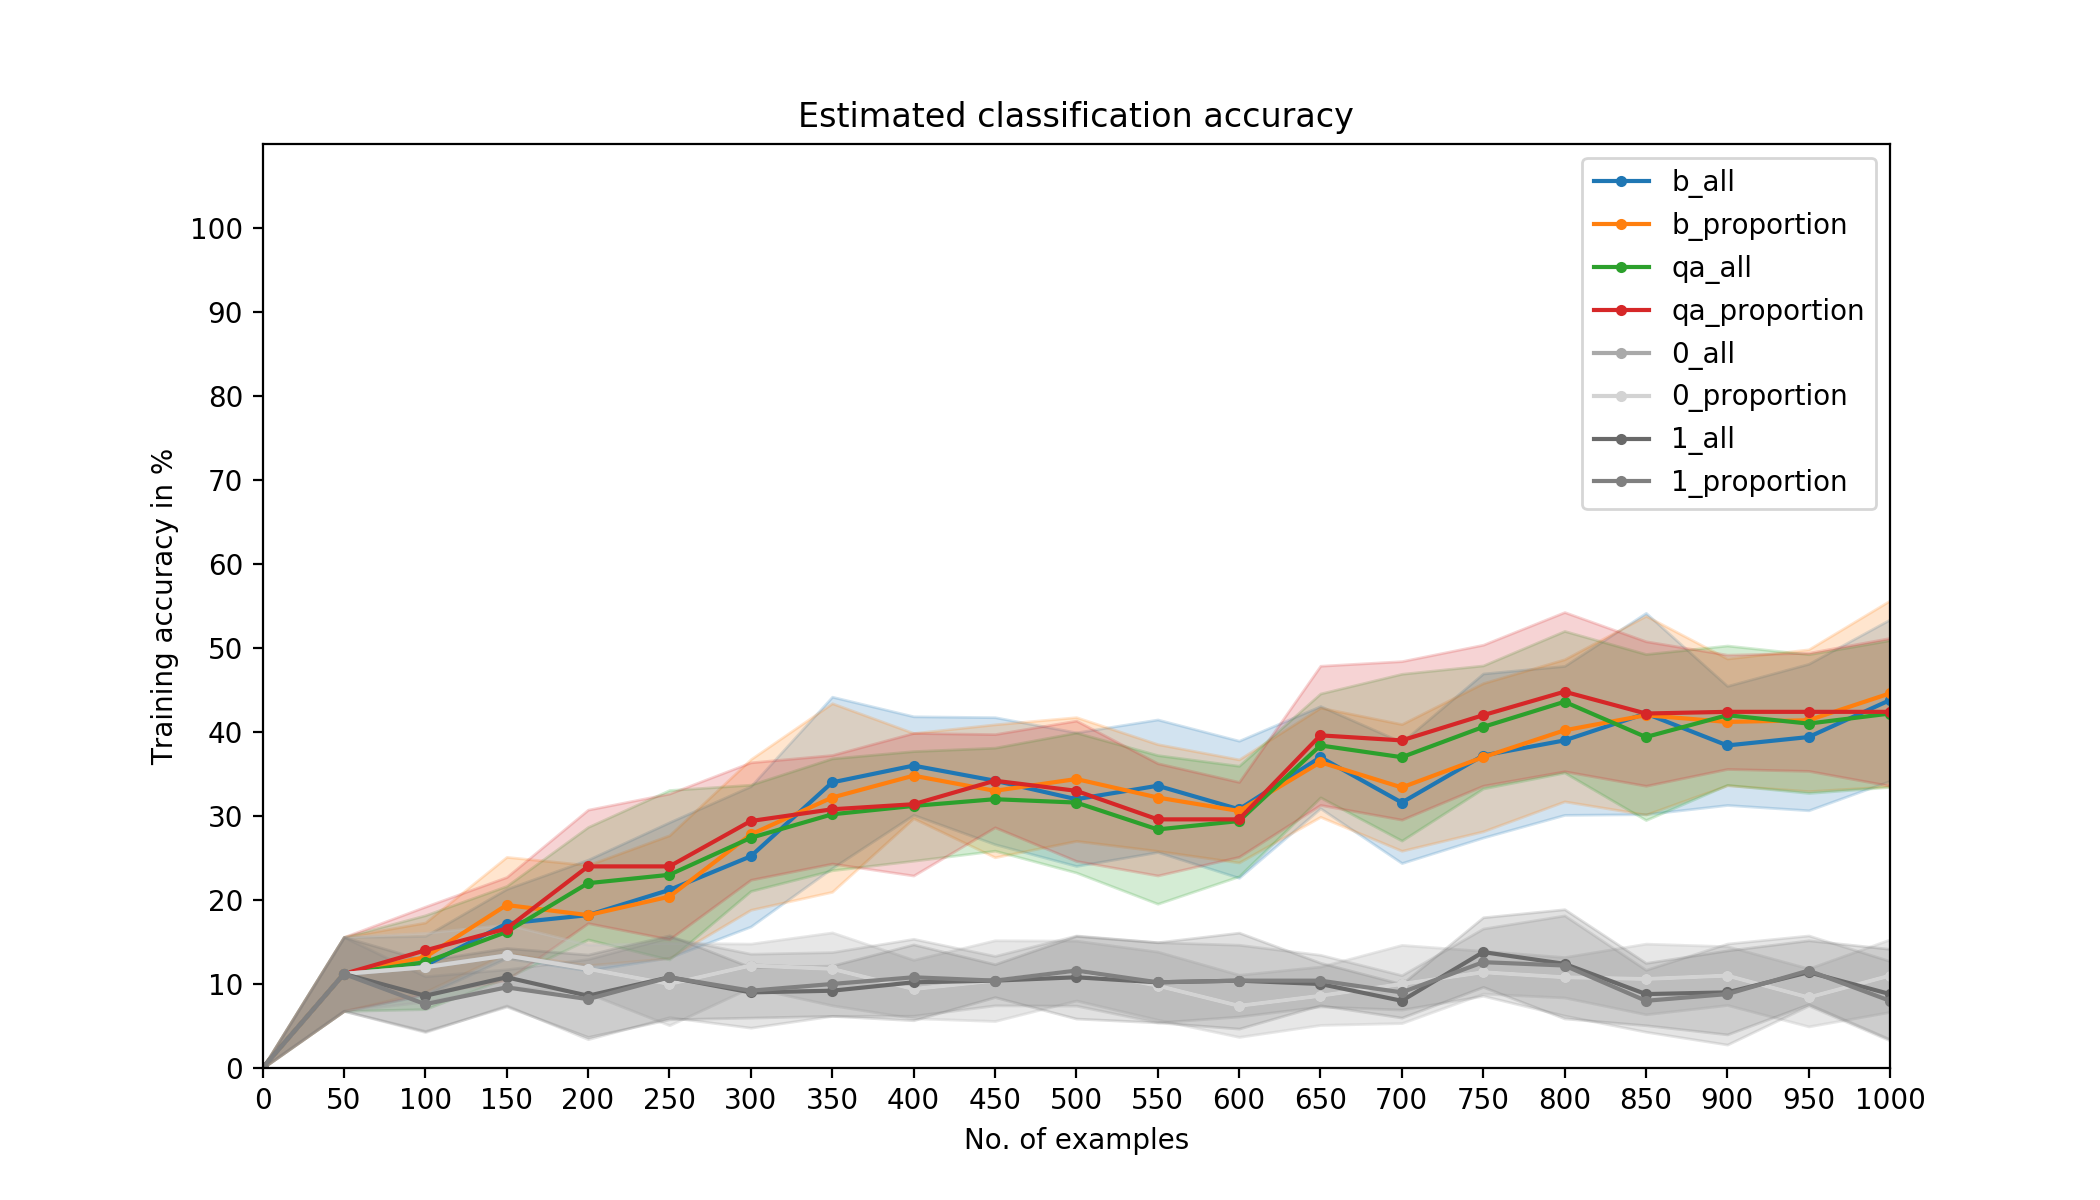 Estimated classification accuracy
b_all
b_proportion
qa_all
qa_proportion
0_all
0_proportion
1_all
1_proportion
100
90
80
70
60
50
40
30
20
10
0
Training accuracy in %
0 50 100 150 200 250 300 350 400 450 500 550 600 650 700 750 800 850 900 950 1000
No. of examples